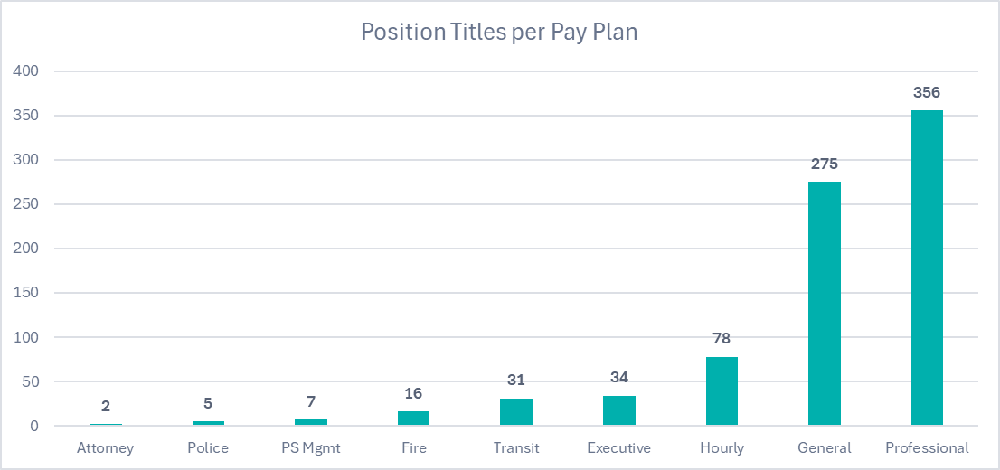 Position Titles per Pay Plan
400
350
300
250
200
150
100
50
0
2
5
7
16
31
34
78
275
356
Attorney
Police
PS Mgmt
Fire
Transit
Executive
Hourly
General
Professional